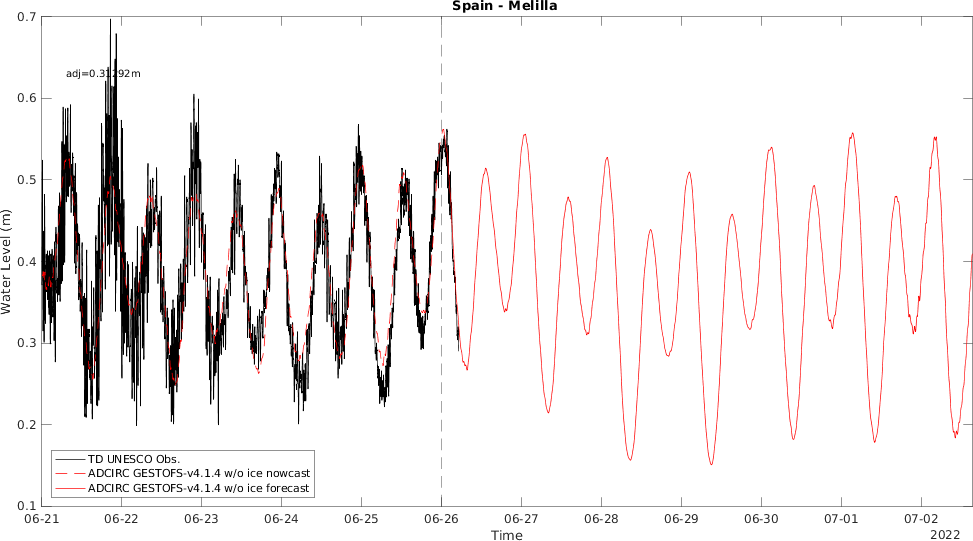 Spain - Melilla
0.7
0.6
0.5
0.4
0.3
0.2
0.1
Water Level (m)
adj=0.31292m
TD UNESCO Obs.
ADCIRC GESTOFS-v4.1.4 w/o ice nowcast
ADCIRC GESTOFS-v4.1.4 w/o ice forecast
06-21 06-22 06-23 06-24 06-25 06-26 06-27 06-28 06-29 06-30 07-01 07-02
2022
Time